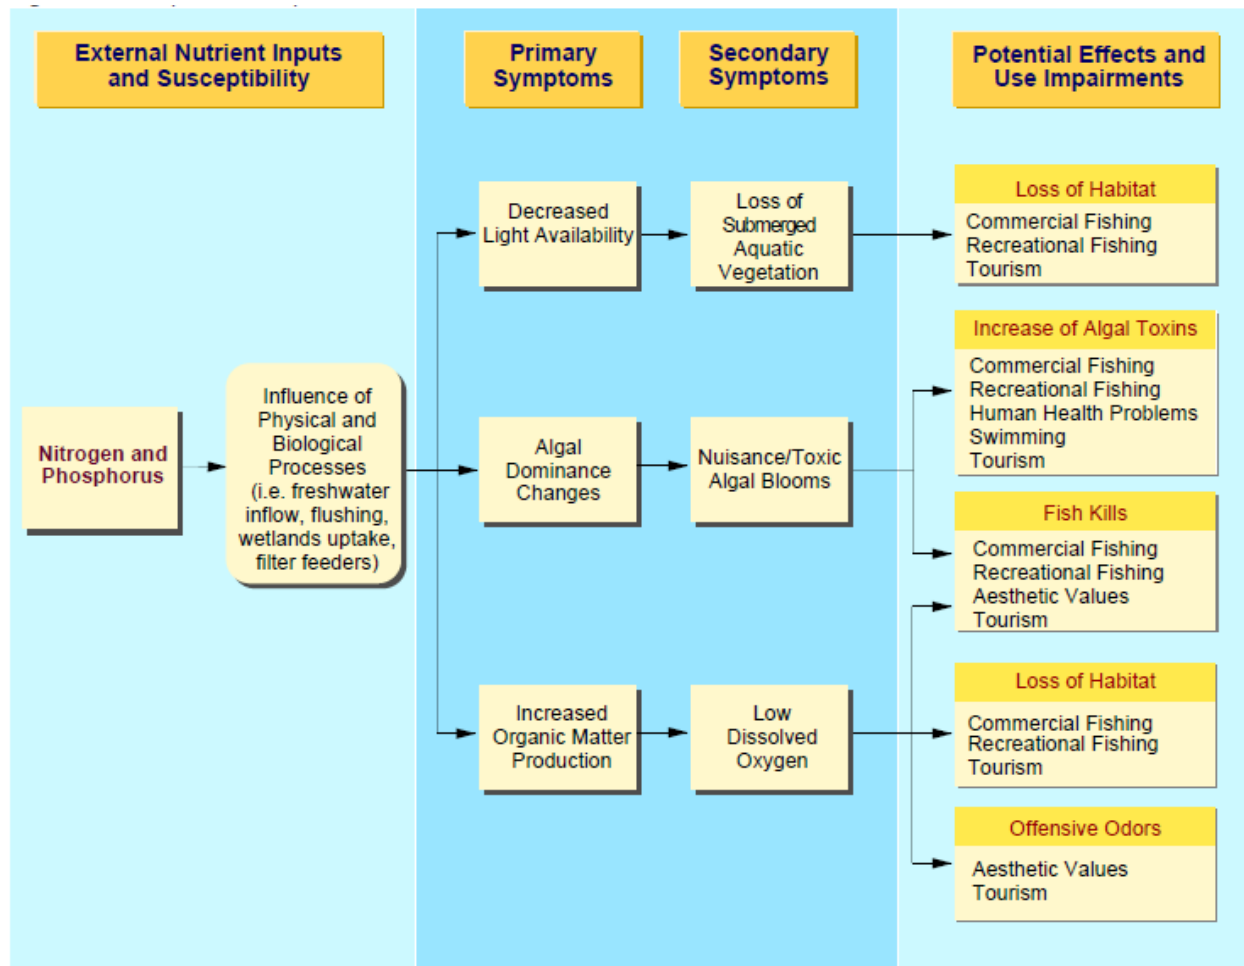 External Nutrient Inputs
and Susceptibility
Primary
Symptoms
Secondary
Symptoms
Potential Effects and
Use Impairments
Nitrogen and
Phosphorus
Influence of
Physical and
Biological
Processes
(i.e. freshwater
inflow, flushing,
wetlands uptake,
filter feeders)
Decreased
Light Availability
Loss of
Submerged
Aquatic
Vegetation
Loss of Habitat
Commercial Fishing
Recreational Fishing
Tourism
Algal
Dominance
Changes
Nuisance/Toxic
Algal Blooms
Increase of Algal Toxins
Commercial Fishing
Recreational Fishing
Human Health Problems
Swimming
Tourism
Fish Kills
Commercial Fishing
Recreational Fishing
Aesthetic Values
Tourism
Increased
Organic Matter
Production
Low
Dissolved
Oxygen
Loss of Habitat
Commercial Fishing
Recreational Fishing
Tourism
Offensive Odors
Aesthetic Values
Tourism